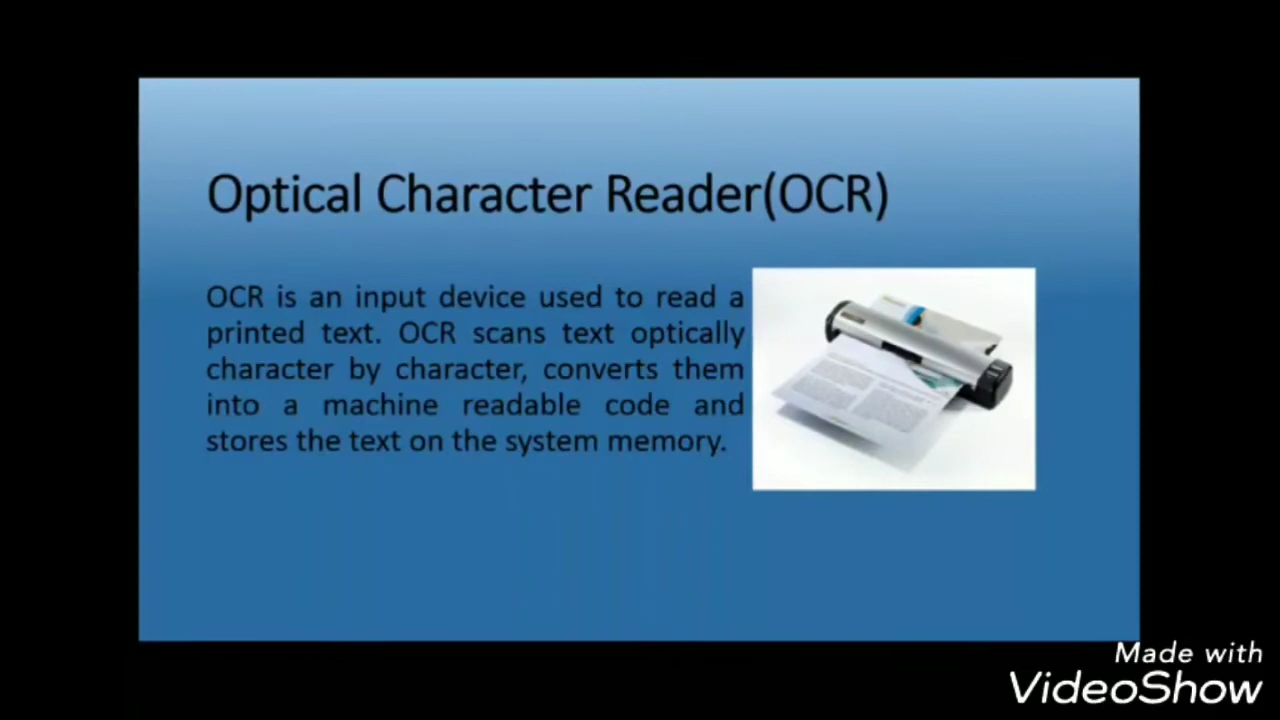 Optical Character Reader(OCR)
OCR is an input device used to read a
printed text. OCR scans text optically
character by character, converts them
into a machine readable code and
stores the text on the system memory.
Made with
VideoShow